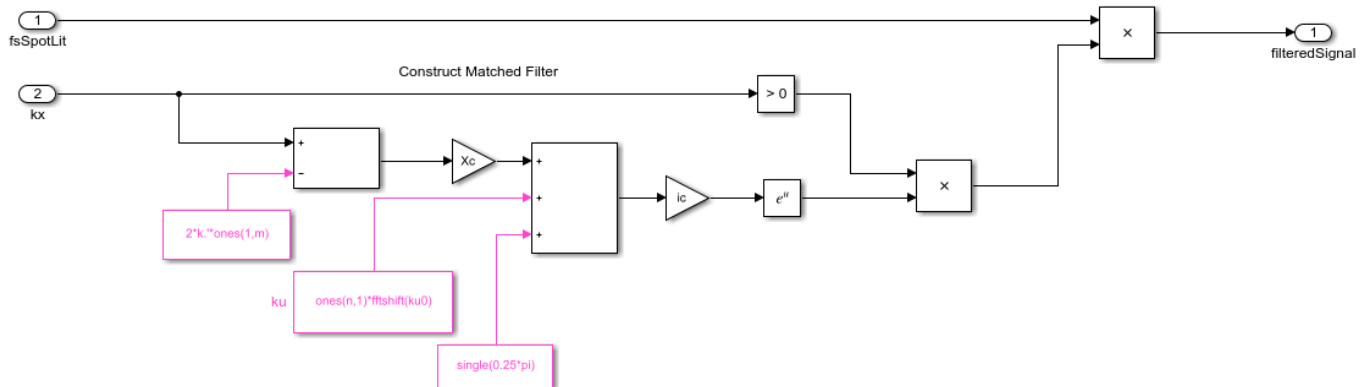 1
fsSpotLit
×
1
filteredSignal
Construct Matched Filter
2
kx
> 0
+
−
Xc
+
+
+
ic
eᵘ
×
2*k.'*ones(1,m)
ku
ones(n,1)*fftshift(ku0)
single(0.25*pi)